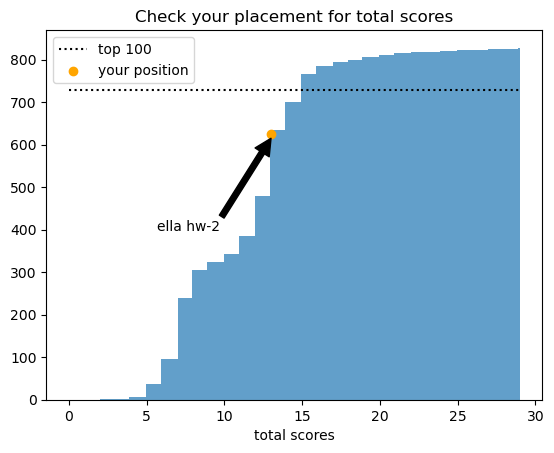 Check your placement for total scores
top 100
your position
ella hw-2
800
700
600
500
400
300
200
100
0
0 5 10 15 20 25 30
total scores